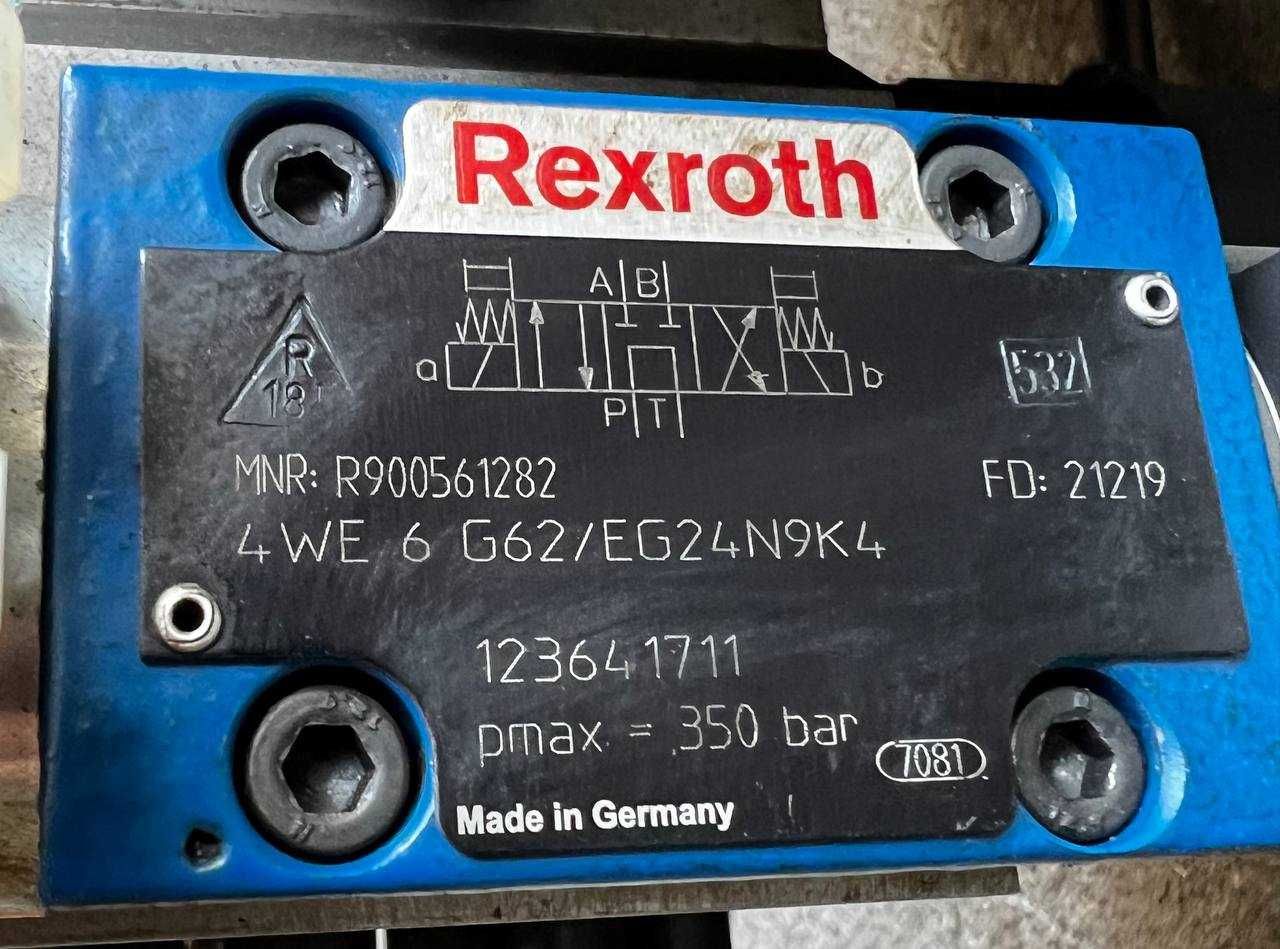 Rexroth
A B
R
18
a
b
532
P T
MNR: R900561282
FD: 21219
4WE 6 G62/EG24N9K4
123641711
pmax = 350 bar
7081
Made in Germany